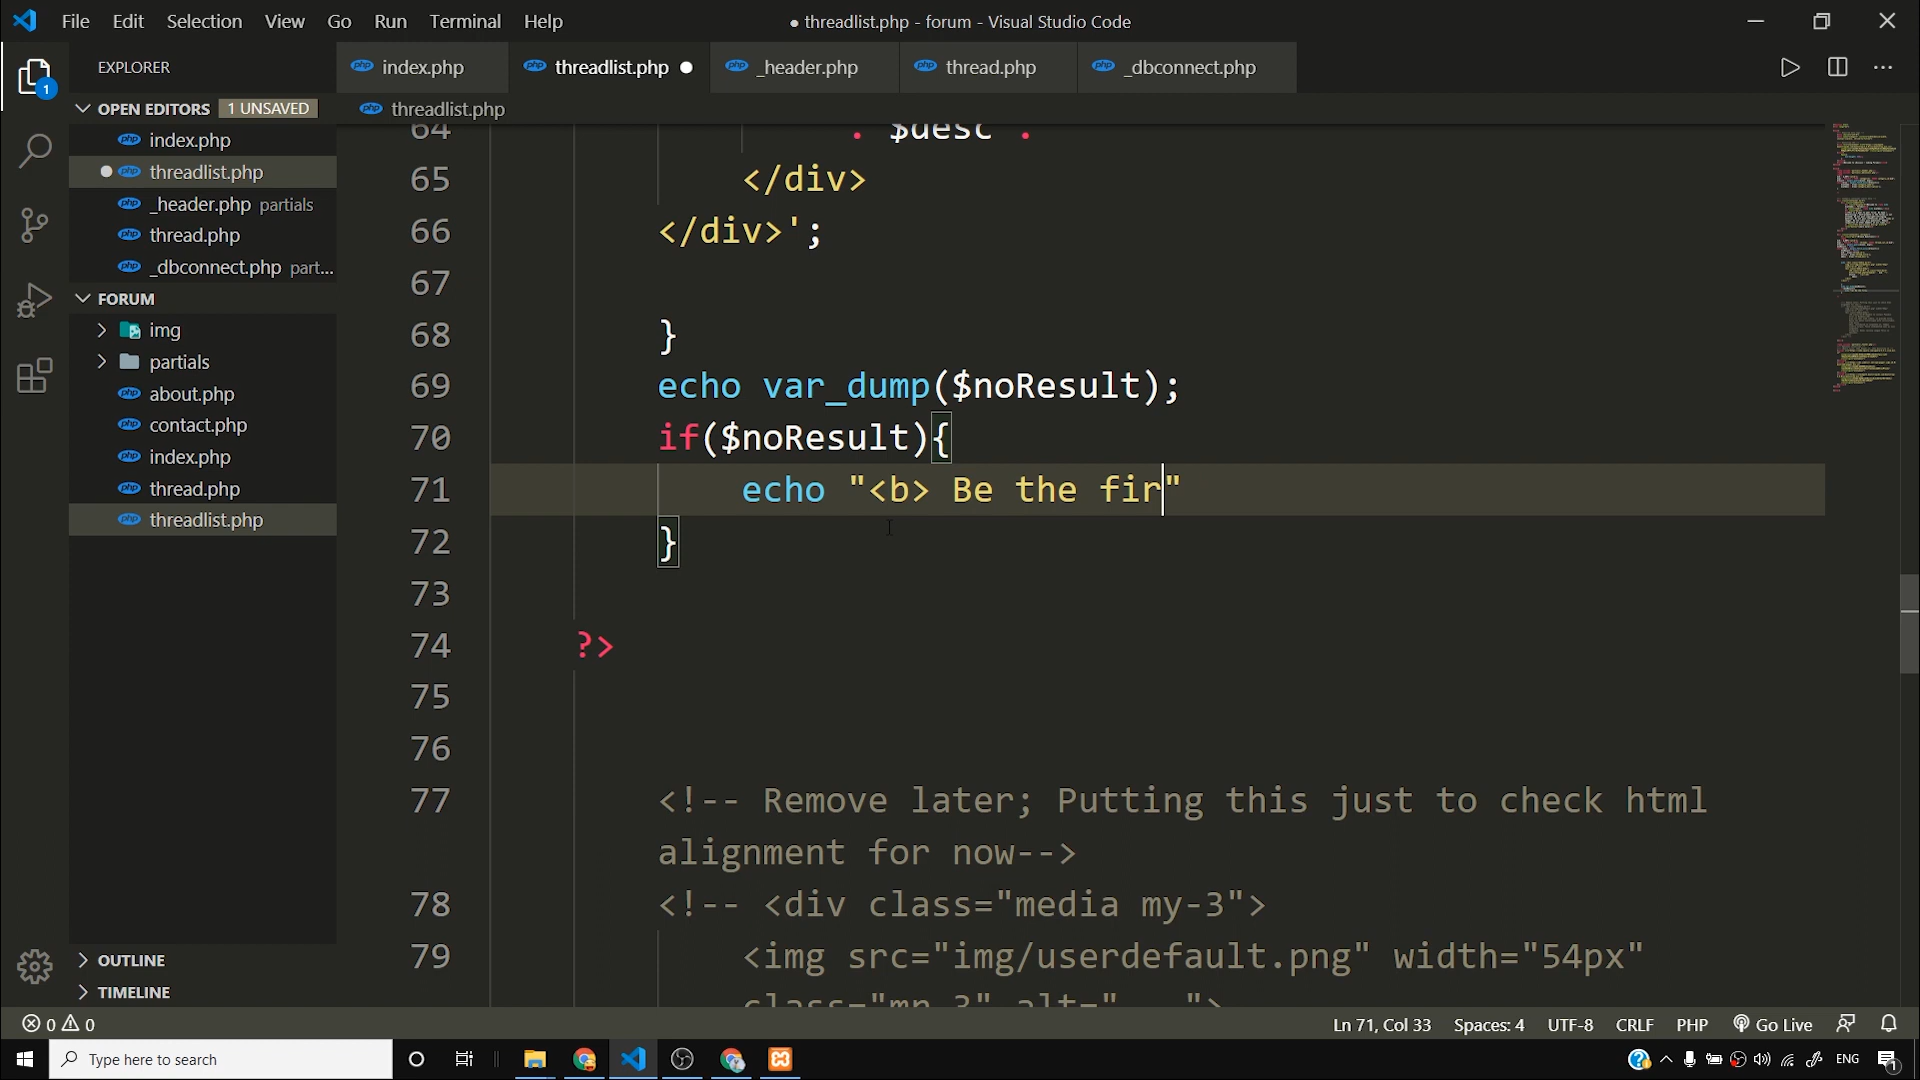 File Edit Selection View Go Run Terminal Help
● threadlist.php - forum - Visual Studio Code
EXPLORER
index.php
threadlist.php
_header.php
thread.php
_dbconnect.php
OPEN EDITORS 1 UNSAVED
index.php
threadlist.php
_header.php partials
thread.php
_dbconnect.php part...
FORUM
img
partials
about.php
contact.php
index.php
thread.php
threadlist.php
OUTLINE
TIMELINE
threadlist.php
64 . $desc .
65 </div>
66 </div>';
67
68 }
69 echo var_dump($noResult);
70 if($noResult){
71 echo "<b> Be the fir"
72 }
73
74 ?>
75
76
77 <!-- Remove later; Putting this just to check html
alignment for now-->
78 <!-- <div class="media my-3">
79 <img src="img/userdefault.png" width="54px"
class="mr-3" alt="...">
0 0
Ln 71, Col 33 Spaces: 4 UTF-8 CRLF PHP Go Live
Type here to search
ENG